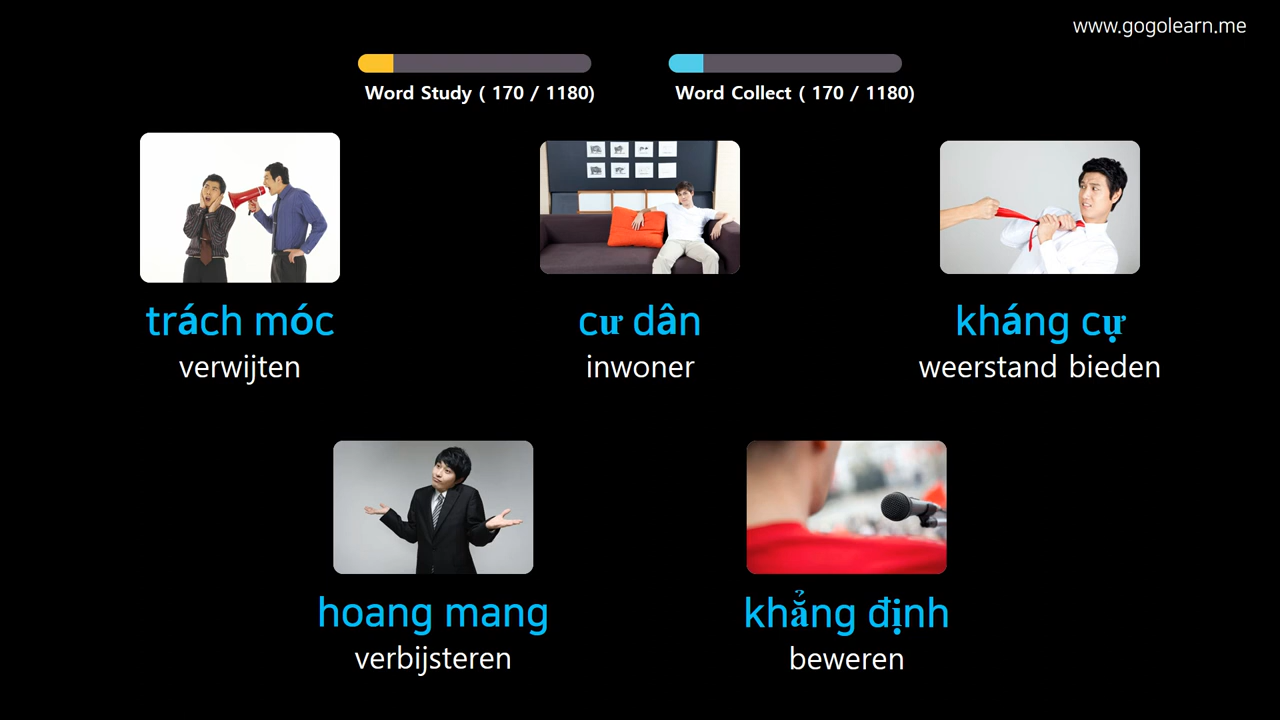 www.gogolearn.me
Word Study ( 170 / 1180)
Word Collect ( 170 / 1180)
trách móc
verwijten
cư dân
inwoner
kháng cự
weerstand bieden
hoang mang
verbijsteren
khẳng định
beweren